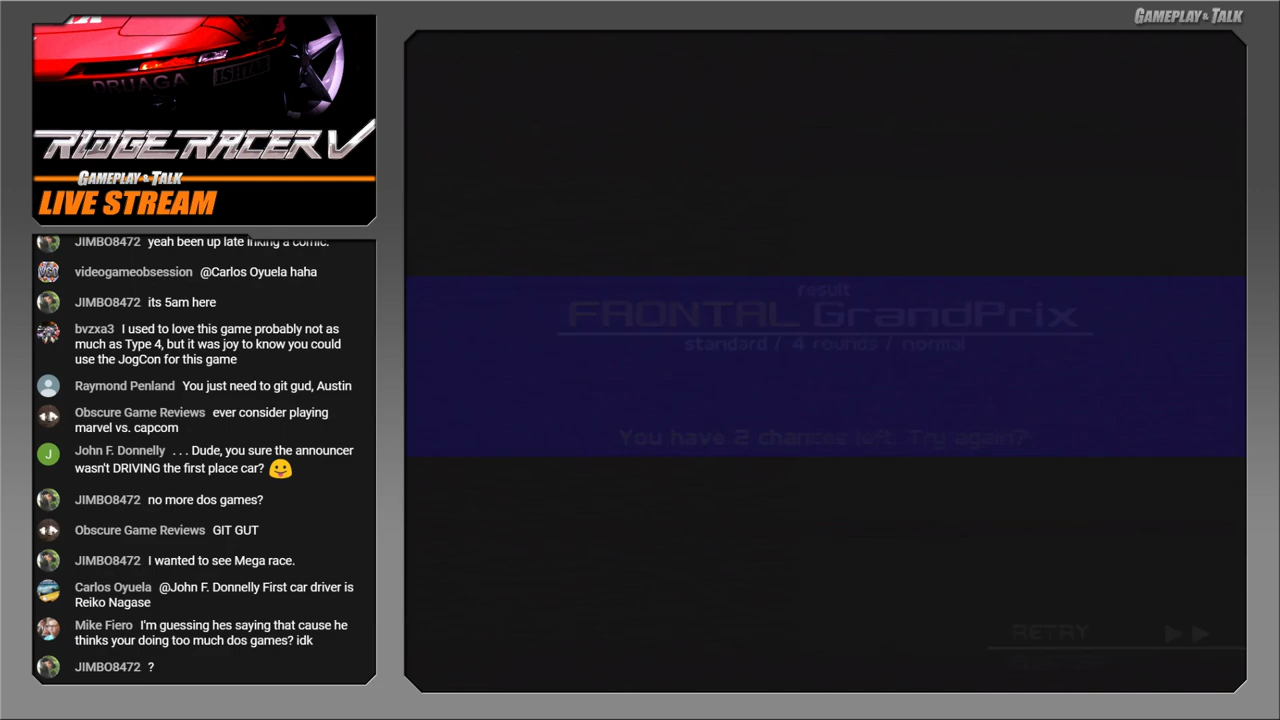 GAMEPLAY & TALK
DRUAGA
ISHTAR
RIDGE RACER V
GAMEPLAY & TALK
LIVE STREAM
JIMBO8472 yeah been up late inking a comic.
videogameobsession @Carlos Oyuela haha
JIMBO8472 its 5am here
bvzxa3 I used to love this game probably not as
much as Type 4, but it was joy to know you could
use the JogCon for this game
Raymond Penland You just need to git gud, Austin
Obscure Game Reviews ever consider playing
marvel vs. capcom
J
John F. Donnelly . . . Dude, you sure the announcer
wasn't DRIVING the first place car? 😛
JIMBO8472 no more dos games?
Obscure Game Reviews GIT GUT
JIMBO8472 I wanted to see Mega race.
Carlos Oyuela @John F. Donnelly First car driver is
Reiko Nagase
Mike Fiero I'm guessing hes saying that cause he
thinks your doing too much dos games? idk
JIMBO8472 ?
result
FRONTAL GrandPrix
standard / 4 rounds / normal
You have 2 chances left. Try again?
RETRY